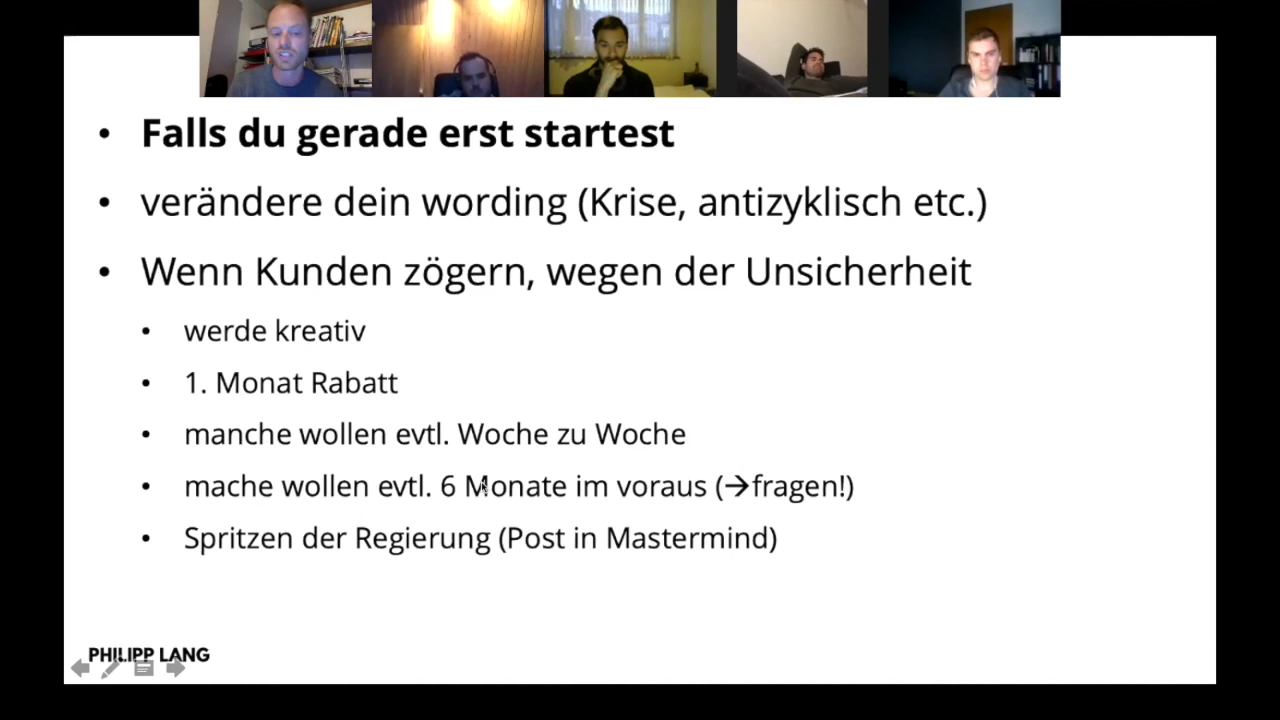 Falls du gerade erst startest
verändere dein wording (Krise, antizyklisch etc.)
Wenn Kunden zögern, wegen der Unsicherheit
werde kreativ
1. Monat Rabatt
manche wollen evtl. Woche zu Woche
mache wollen evtl. 6 Monate im voraus (→fragen!)
Spritzen der Regierung (Post in Mastermind)
PHILIPP LANG